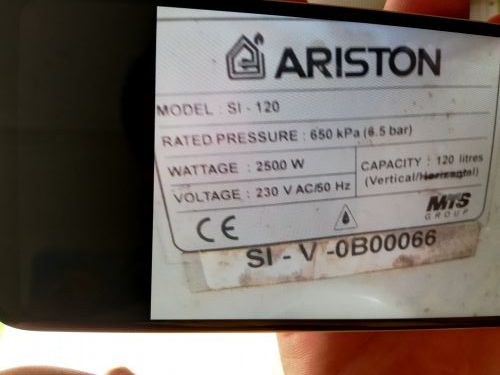 ARISTON
MODEL : SI - 120
RATED PRESSURE : 650 kPa (6.5 bar)
WATTAGE : 2500 W
VOLTAGE : 230 V AC/50 Hz
CAPACITY : 120 litres
(Vertical/Horizontal)
CE
MTS
GROUP
SI - V -0B00066